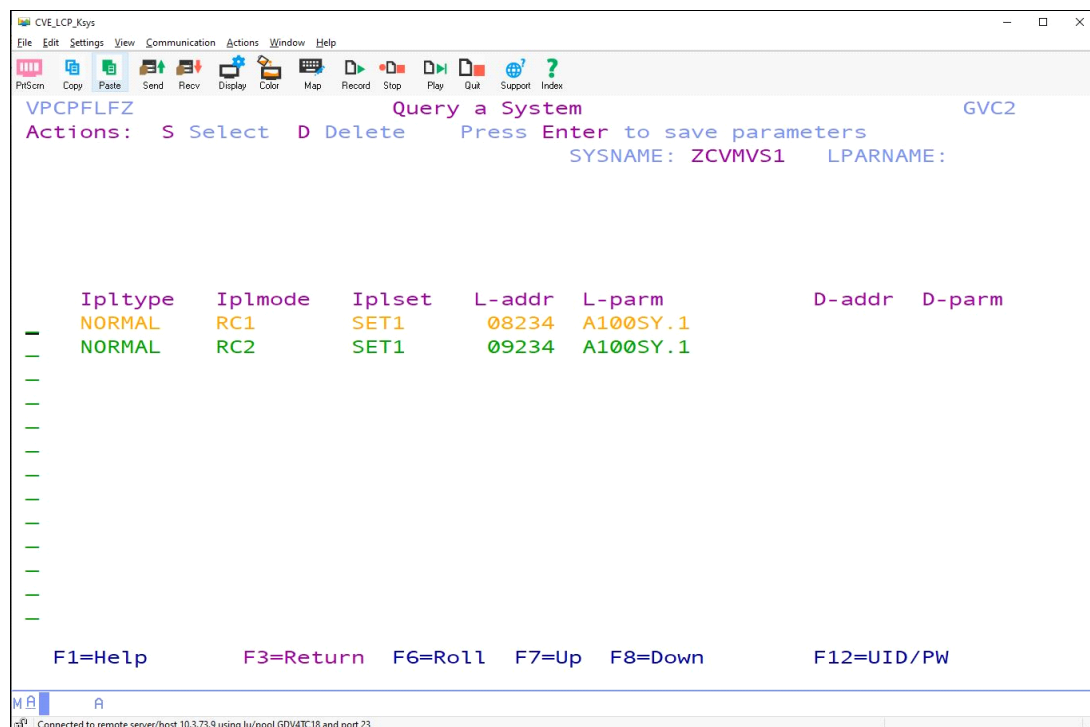 CVE_LCP_Ksys
File Edit Settings View Communication Actions Window Help
PrtScrn Copy Paste Send Recv Display Color Map Record Stop Play Quit Support Index
VPCPFLFZ Query a System GVC2
Actions: S Select D Delete Press Enter to save parameters
SYSNAME: ZCVMVS1 LPARNAME:
Ipltype Iplmode Iplset L-addr L-parm D-addr D-parm
NORMAL RC1 SET1 08234 A100SY.1
NORMAL RC2 SET1 09234 A100SY.1
F1=Help F3=Return F6=Roll F7=Up F8=Down F12=UID/PW
MA A
Connected to remote server/host 10.3.73.9 using lu/pool GDV4TC18 and port 23